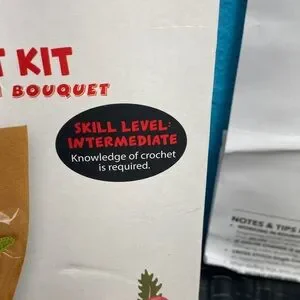 T KIT
BOUQUET
SKILL LEVEL:
INTERMEDIATE
Knowledge of crochet
is required.
NOTES & TIPS